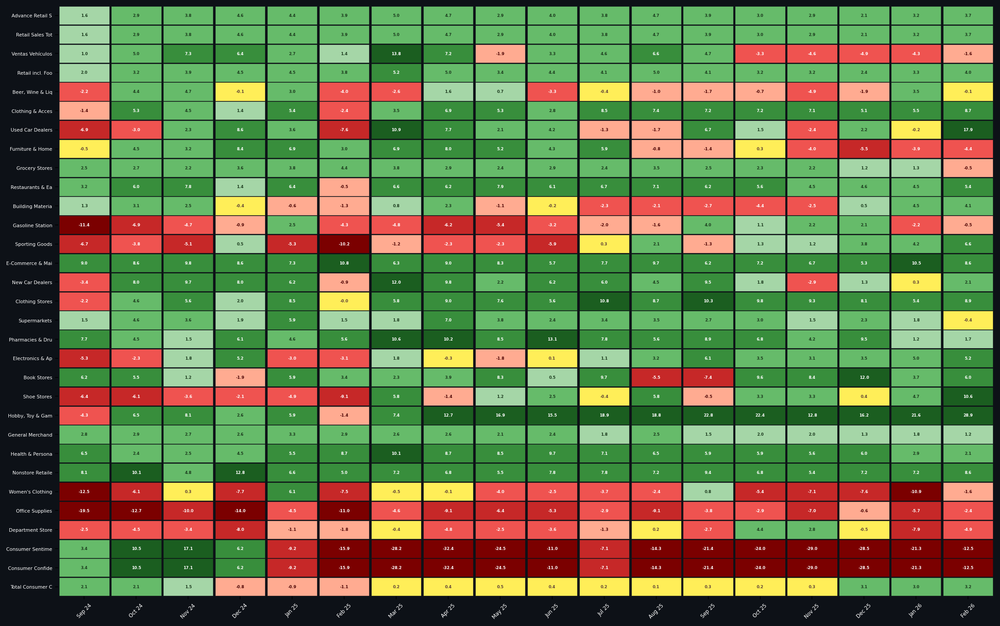 Advance Retail S 1.6 2.9 3.8 4.6 4.4 3.9 5.0 4.7 2.9 4.0 3.8 4.7 3.9 3.0 2.9 2.1 3.2 3.7
Retail Sales Tot 1.6 2.9 3.8 4.6 4.4 3.9 5.0 4.7 2.9 4.0 3.8 4.7 3.9 3.0 2.9 2.1 3.2 3.7
Ventas Vehículos 1.0 5.0 7.3 6.4 2.7 1.4 13.8 7.2 -1.9 3.3 4.6 6.6 4.7 -3.3 -4.6 -4.9 -4.3 -1.6
Retail incl. Foo 2.0 3.2 3.9 4.5 4.5 3.8 5.2 5.0 3.4 4.4 4.1 5.0 4.1 3.2 3.2 2.4 3.3 4.0
Beer, Wine & Liq -2.2 4.4 4.7 -0.1 3.0 -4.0 -2.6 1.6 0.7 -3.3 -0.4 -1.0 -1.7 -0.7 -4.9 -1.9 3.5 -0.1
Clothing & Acces -1.4 5.3 4.5 1.4 5.4 -2.4 3.5 6.9 5.3 2.8 8.5 7.4 7.2 7.2 7.1 5.1 5.5 8.7
Used Car Dealers -6.9 -3.0 2.3 8.6 3.6 -7.6 10.9 7.7 2.1 4.2 -1.3 -1.7 6.7 1.5 -2.4 2.2 -0.2 17.9
Furniture & Home -0.5 4.5 3.2 8.4 6.9 3.0 6.9 8.0 5.2 4.3 5.9 -0.8 -1.4 0.3 -4.0 -5.5 -3.9 -4.4
Grocery Stores 2.5 2.7 2.2 3.6 3.8 4.4 3.8 2.9 2.4 2.9 2.4 3.5 2.5 2.3 2.2 1.2 1.3 -0.5
Restaurants & Ea 3.2 6.0 7.8 1.4 6.4 -0.5 6.6 6.2 7.9 6.1 6.7 7.1 6.2 5.6 4.5 4.6 4.5 5.4
Building Materia 1.3 3.1 2.5 -0.4 -0.6 -1.3 0.8 2.3 -1.1 -0.2 -2.3 -2.1 -2.7 -4.4 -2.5 0.5 4.5 4.1
Gasoline Station -11.4 -6.9 -4.7 -0.9 2.5 -4.3 -4.8 -6.2 -5.4 -3.2 -2.0 -1.6 4.0 1.1 2.2 2.1 -2.2 -0.5
Sporting Goods -6.7 -3.8 -5.1 0.5 -5.3 -10.2 -1.2 -2.3 -2.3 -5.9 0.3 2.1 -1.3 1.3 1.2 3.8 4.2 6.6
E-Commerce & Mai 9.0 8.6 9.8 8.6 7.3 10.8 6.3 9.0 8.3 5.7 7.7 9.7 6.2 7.2 6.7 5.3 10.5 8.6
New Car Dealers -3.4 8.0 9.7 8.0 6.2 -0.9 12.0 9.8 2.2 6.2 6.0 4.5 9.5 1.8 -2.9 1.3 0.3 2.1
Clothing Stores -2.2 4.6 5.6 2.0 8.5 -0.0 5.8 9.0 7.6 5.6 10.8 8.7 10.3 9.8 9.3 8.1 5.4 8.9
Supermarkets 1.5 4.6 3.6 1.9 5.9 1.5 1.8 7.0 3.8 2.4 3.4 3.5 2.7 3.0 1.5 2.3 1.8 -0.4
Pharmacies & Dru 7.7 4.5 1.5 6.1 4.6 5.6 10.6 10.2 8.5 13.1 7.8 5.6 8.9 6.8 4.2 9.5 1.2 1.7
Electronics & Ap -5.3 -2.3 1.8 5.2 -3.0 -3.1 1.8 -0.3 -1.8 0.1 1.1 3.2 6.1 3.5 3.1 3.5 5.0 5.2
Book Stores 6.2 5.5 1.2 -1.9 5.9 3.4 2.3 3.9 8.3 0.5 9.7 -5.5 -7.4 9.6 8.4 12.0 3.7 6.0
Shoe Stores -6.4 -6.1 -3.6 -2.1 -4.9 -9.1 5.8 -1.4 1.2 2.5 -0.4 5.8 -0.5 3.3 3.3 0.4 4.7 10.6
Hobby, Toy & Gam -4.3 6.5 8.1 2.6 5.9 -1.4 7.4 12.7 16.9 15.5 18.9 18.8 22.8 22.4 12.8 16.2 21.6 28.9
General Merchand 2.8 2.9 2.7 2.6 3.3 2.9 2.6 2.6 2.1 2.4 1.8 2.5 1.5 2.0 2.0 1.3 1.8 1.2
Health & Persona 6.5 2.4 2.5 4.5 5.5 8.7 10.1 8.7 8.5 9.7 7.1 6.5 5.9 5.9 5.6 6.0 2.9 2.1
Nonstore Retaile 8.1 10.1 4.8 12.8 6.6 5.0 7.2 6.8 5.5 7.8 7.8 7.2 9.4 6.8 5.4 7.2 7.2 8.6
Women's Clothing -12.5 -6.1 0.3 -7.7 6.1 -7.5 -0.5 -0.1 -4.0 -2.5 -3.7 -2.4 0.8 -5.4 -7.1 -7.6 -10.9 -1.6
Office Supplies -19.5 -12.7 -10.0 -14.0 -4.5 -11.0 -4.6 -9.1 -6.4 -5.3 -2.9 -9.1 -3.8 -2.9 -7.0 -0.6 -5.7 -2.4
Department Store -2.5 -4.5 -3.4 -8.0 -1.1 -1.8 -0.4 -4.8 -2.5 -3.6 -1.3 0.2 -2.7 4.4 2.8 -0.5 -7.9 -4.9
Consumer Sentime 3.4 10.5 17.1 6.2 -9.2 -15.9 -28.2 -32.4 -24.5 -11.0 -7.1 -14.3 -21.4 -24.0 -29.0 -28.5 -21.3 -12.5
Consumer Confide 3.4 10.5 17.1 6.2 -9.2 -15.9 -28.2 -32.4 -24.5 -11.0 -7.1 -14.3 -21.4 -24.0 -29.0 -28.5 -21.3 -12.5
Total Consumer C 2.1 2.1 1.5 -0.8 -0.9 -1.1 0.2 0.4 0.5 0.4 0.2 0.1 0.3 0.2 0.3 3.1 3.0 3.2
Sep 24 Oct 24 Nov 24 Dec 24 Jan 25 Feb 25 Mar 25 Apr 25 May 25 Jun 25 Jul 25 Aug 25 Sep 25 Oct 25 Nov 25 Dec 25 Jan 26 Feb 26